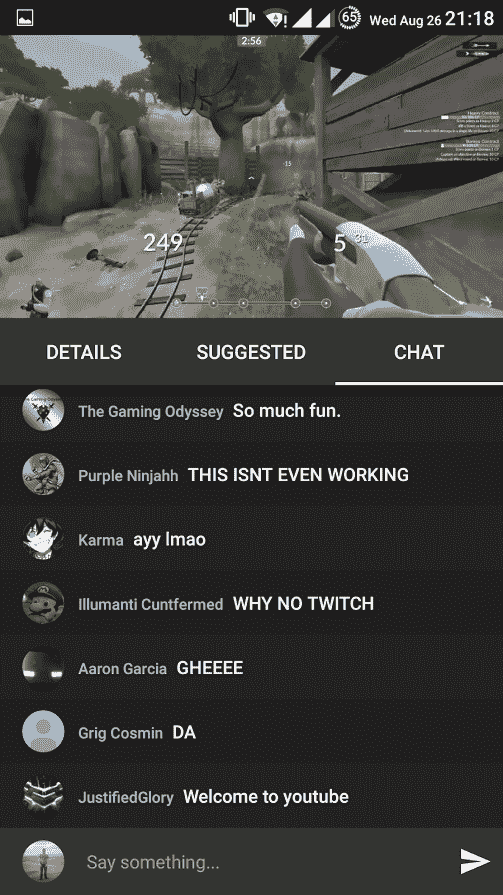 65 Wed Aug 26 21:18
2:56
-15
249
5 31
DETAILS SUGGESTED CHAT
The Gaming Odyssey So much fun.
Purple Ninjahh THIS ISNT EVEN WORKING
Karma ayy lmao
Illumanti Cuntfermed WHY NO TWITCH
Aaron Garcia GHEEEE
Grig Cosmin DA
JustifiedGlory Welcome to youtube
Say something...